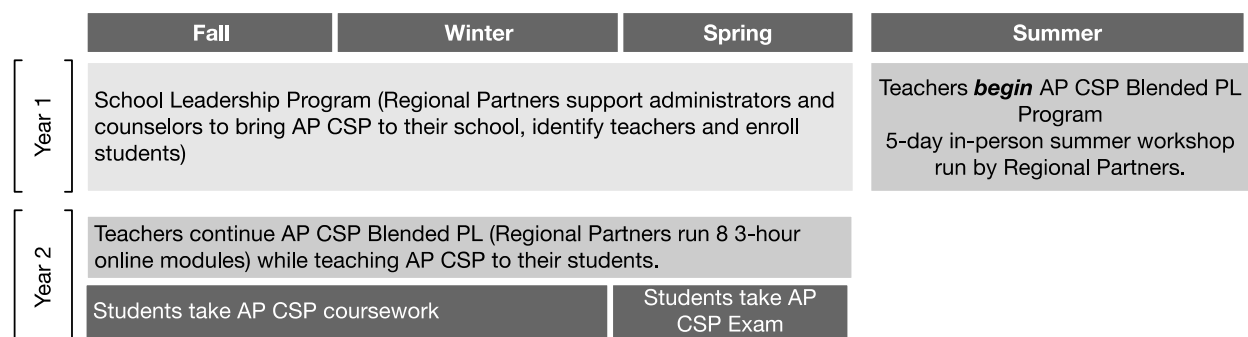 Fall
Winter
Spring
Summer
Year 1
School Leadership Program (Regional Partners support administrators and
counselors to bring AP CSP to their school, identify teachers and enroll
students)
Teachers begin AP CSP Blended PL
Program
5-day in-person summer workshop
run by Regional Partners.
Year 2
Teachers continue AP CSP Blended PL (Regional Partners run 8 3-hour
online modules) while teaching AP CSP to their students.
Students take AP CSP coursework
Students take AP
CSP Exam